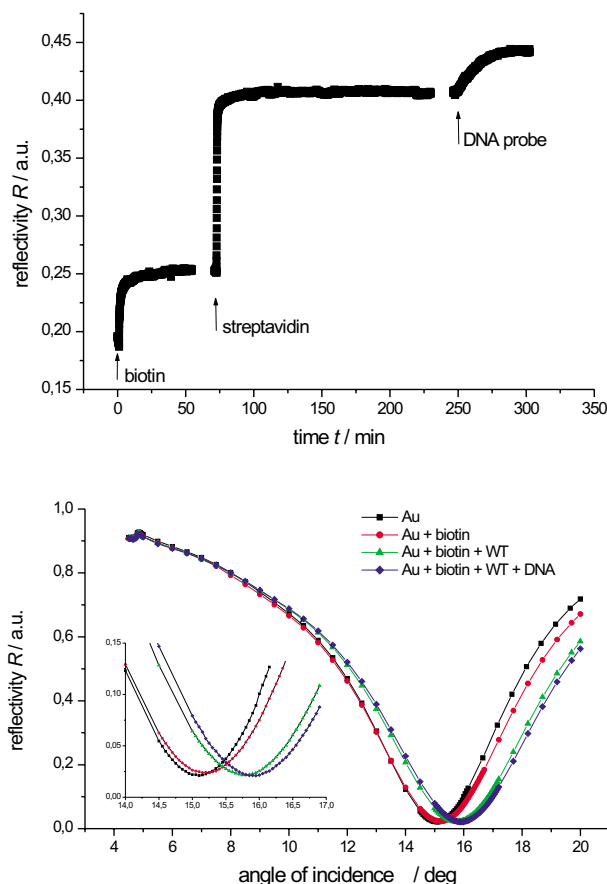 0,40
0,30
0,25
0,20
0,15
reflectivity R / a.u.
biotin
streptavidin
DNA probe
0 50 75 100 150 200 250 300 350
time t / min
1,0
0,8
0,6
0,4
0,2
0,0
reflectivity R / a.u.
Au
Au + biotin
Au + biotin + WT
Au + biotin + WT + DNA
0,15
0,10
0,05
0,00
14,0 14,5 15,0 15,5 16,0 16,5 17,0
4 6 8 10 12 14 16 18 20
angle of incidence / deg